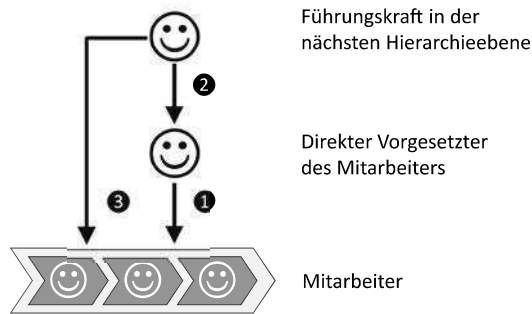 Führungskraft in der
nächsten Hierarchieebene
2
Direkter Vorgesetzter
des Mitarbeiters
3
1
Mitarbeiter